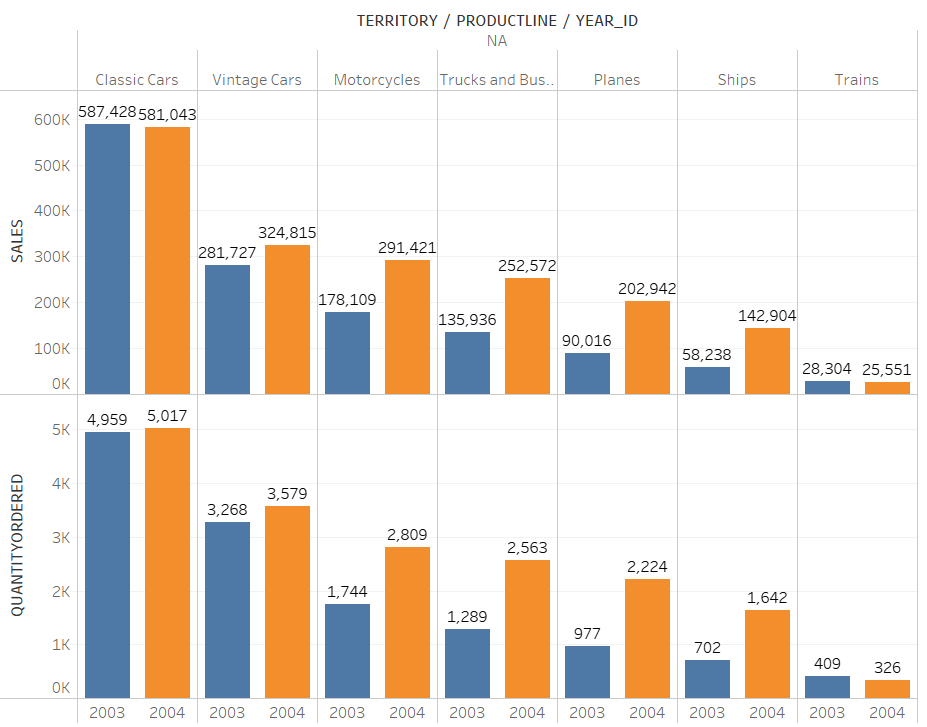 TERRITORY / PRODUCTLINE / YEAR_ID
NA
Classic Cars Vintage Cars Motorcycles Trucks and Bus.. Planes Ships Trains
SALES
600K
500K
400K
300K
200K
100K
0K
587,428 581,043 281,727 324,815 178,109 291,421 135,936 252,572 90,016 202,942 58,238 142,904 28,304 25,551
QUANTITYORDERED
5K
4K
3K
2K
1K
0K
4,959 5,017 3,268 3,579 1,744 2,809 1,289 2,563 977 2,224 702 1,642 409 326
2003 2004 2003 2004 2003 2004 2003 2004 2003 2004 2003 2004 2003 2004